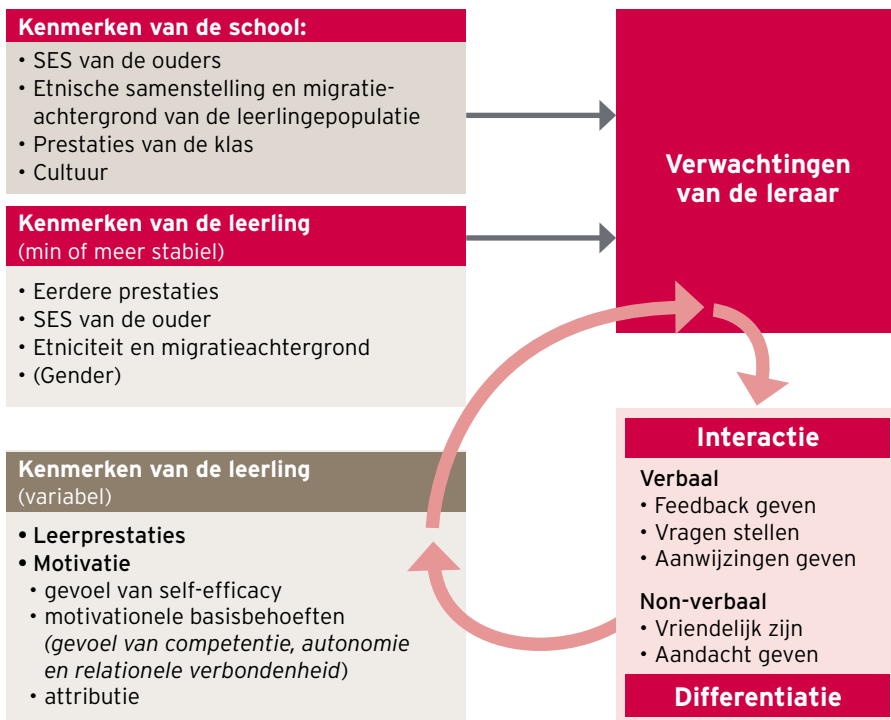 Kenmerken van de school:
• SES van de ouders
• Etnische samenstelling en migratie-
achtergrond van de leerlingepopulatie
• Prestaties van de klas
• Cultuur
Verwachtingen
van de leraar
Kenmerken van de leerling
(min of meer stabiel)
• Eerdere prestaties
• SES van de ouder
• Etniciteit en migratieachtergrond
• (Gender)
Kenmerken van de leerling
(variabel)
• Leerprestaties
• Motivatie
• gevoel van self-efficacy
• motivationele basisbehoeften
(gevoel van competentie, autonomie
en relationele verbondenheid)
• attributie
Interactie
Verbaal
• Feedback geven
• Vragen stellen
• Aanwijzingen geven
Non-verbaal
• Vriendelijk zijn
• Aandacht geven
Differentiatie